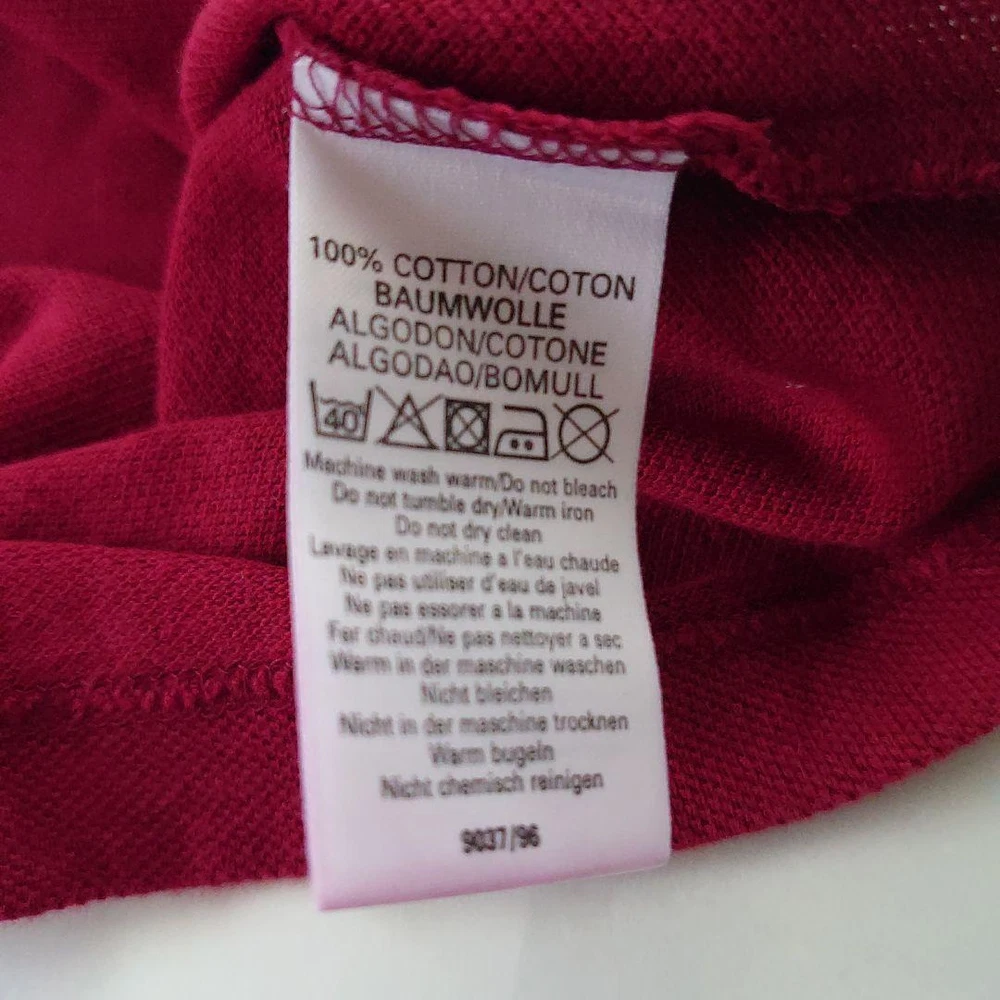 100% COTTON/COTON
BAUMWOLLE
ALGODON/COTONE
ALGODAO/BOMULL
40
Machine wash warm/Do not bleach
Do not tumble dry/Warm iron
Do not dry clean
Lavage en machine a l'eau chaude
Ne pas utiliser d'eau de javel
Ne pas essorer a la machine
Fer chaud/Ne pas nettoyer a sec
Warm in der maschine waschen
Nicht bleichen
Nicht in der maschine trocknen
Warm bugeln
Nicht chemisch reinigen
9037/96